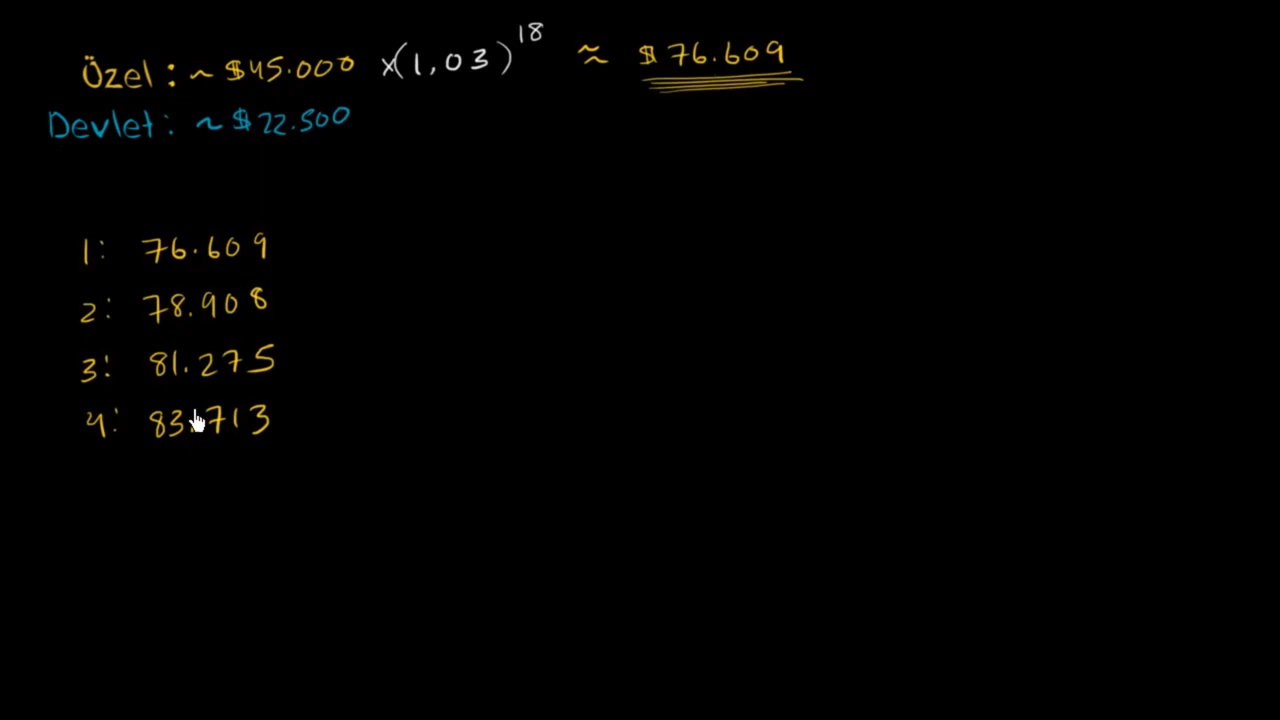 Özel: ~ $45.000 x(1,03)^18 ≈ $76.609
Devlet: ~ $22.500
1: 76.609
2: 78.908
3: 81.275
4: 83.713